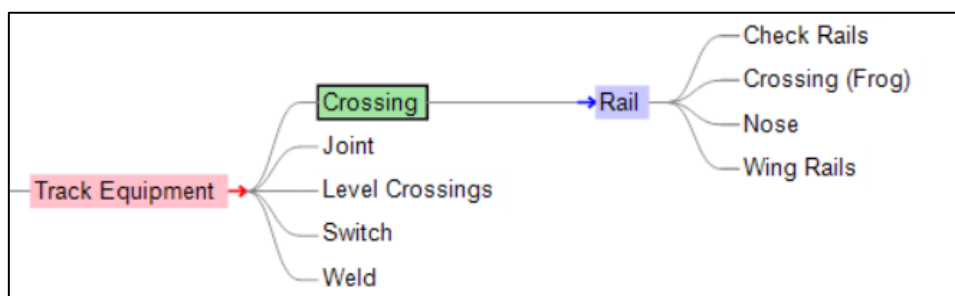 Track Equipment
Crossing
Joint
Level Crossings
Switch
Weld
Rail
Check Rails
Crossing (Frog)
Nose
Wing Rails